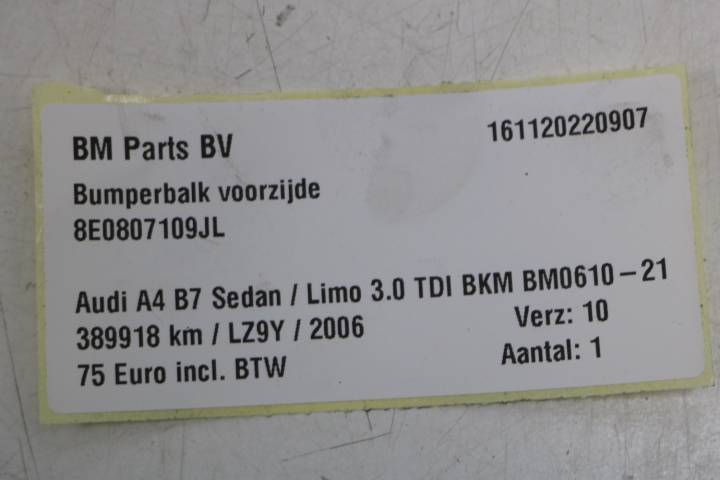 BM Parts BV 161120220907
Bumperbalk voorzijde
8E0807109JL
Audi A4 B7 Sedan / Limo 3.0 TDI BKM BM0610-21
389918 km / LZ9Y / 2006 Verz: 10
75 Euro incl. BTW Aantal: 1